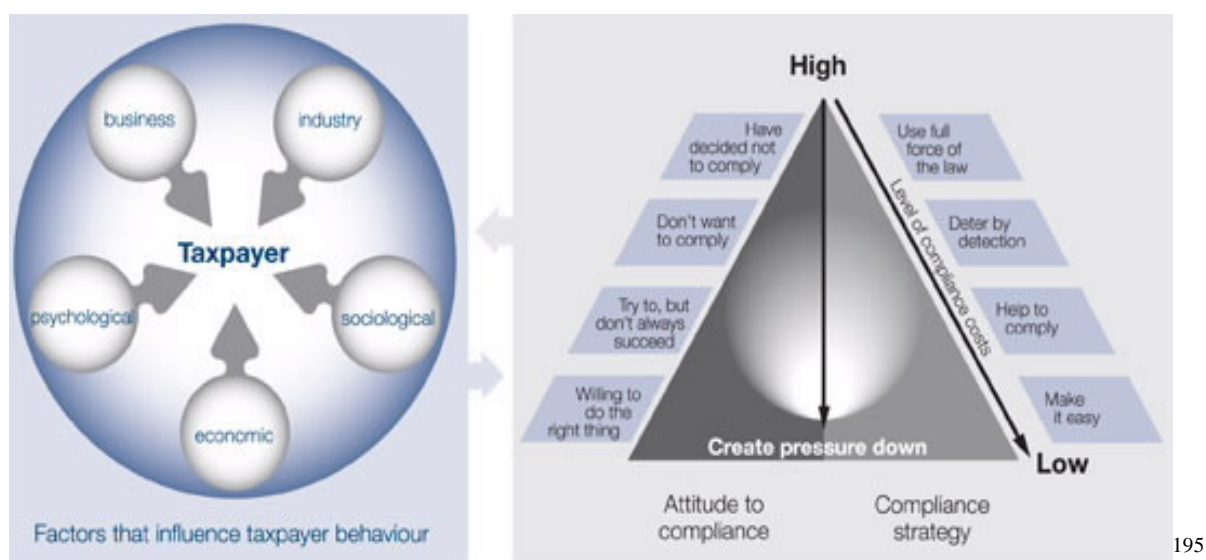 business
industry
Taxpayer
psychological
sociological
economic
Factors that influence taxpayer behaviour
High
Have
decided not
to comply
Don't want
to comply
Try to, but
don't always
succeed
Willing to
do the
right thing
Use full
force of
the law
Deter by
detection
Help to
comply
Make
it easy
Level of compliance costs
Create pressure down
Low
Attitude to
compliance
Compliance
strategy
195